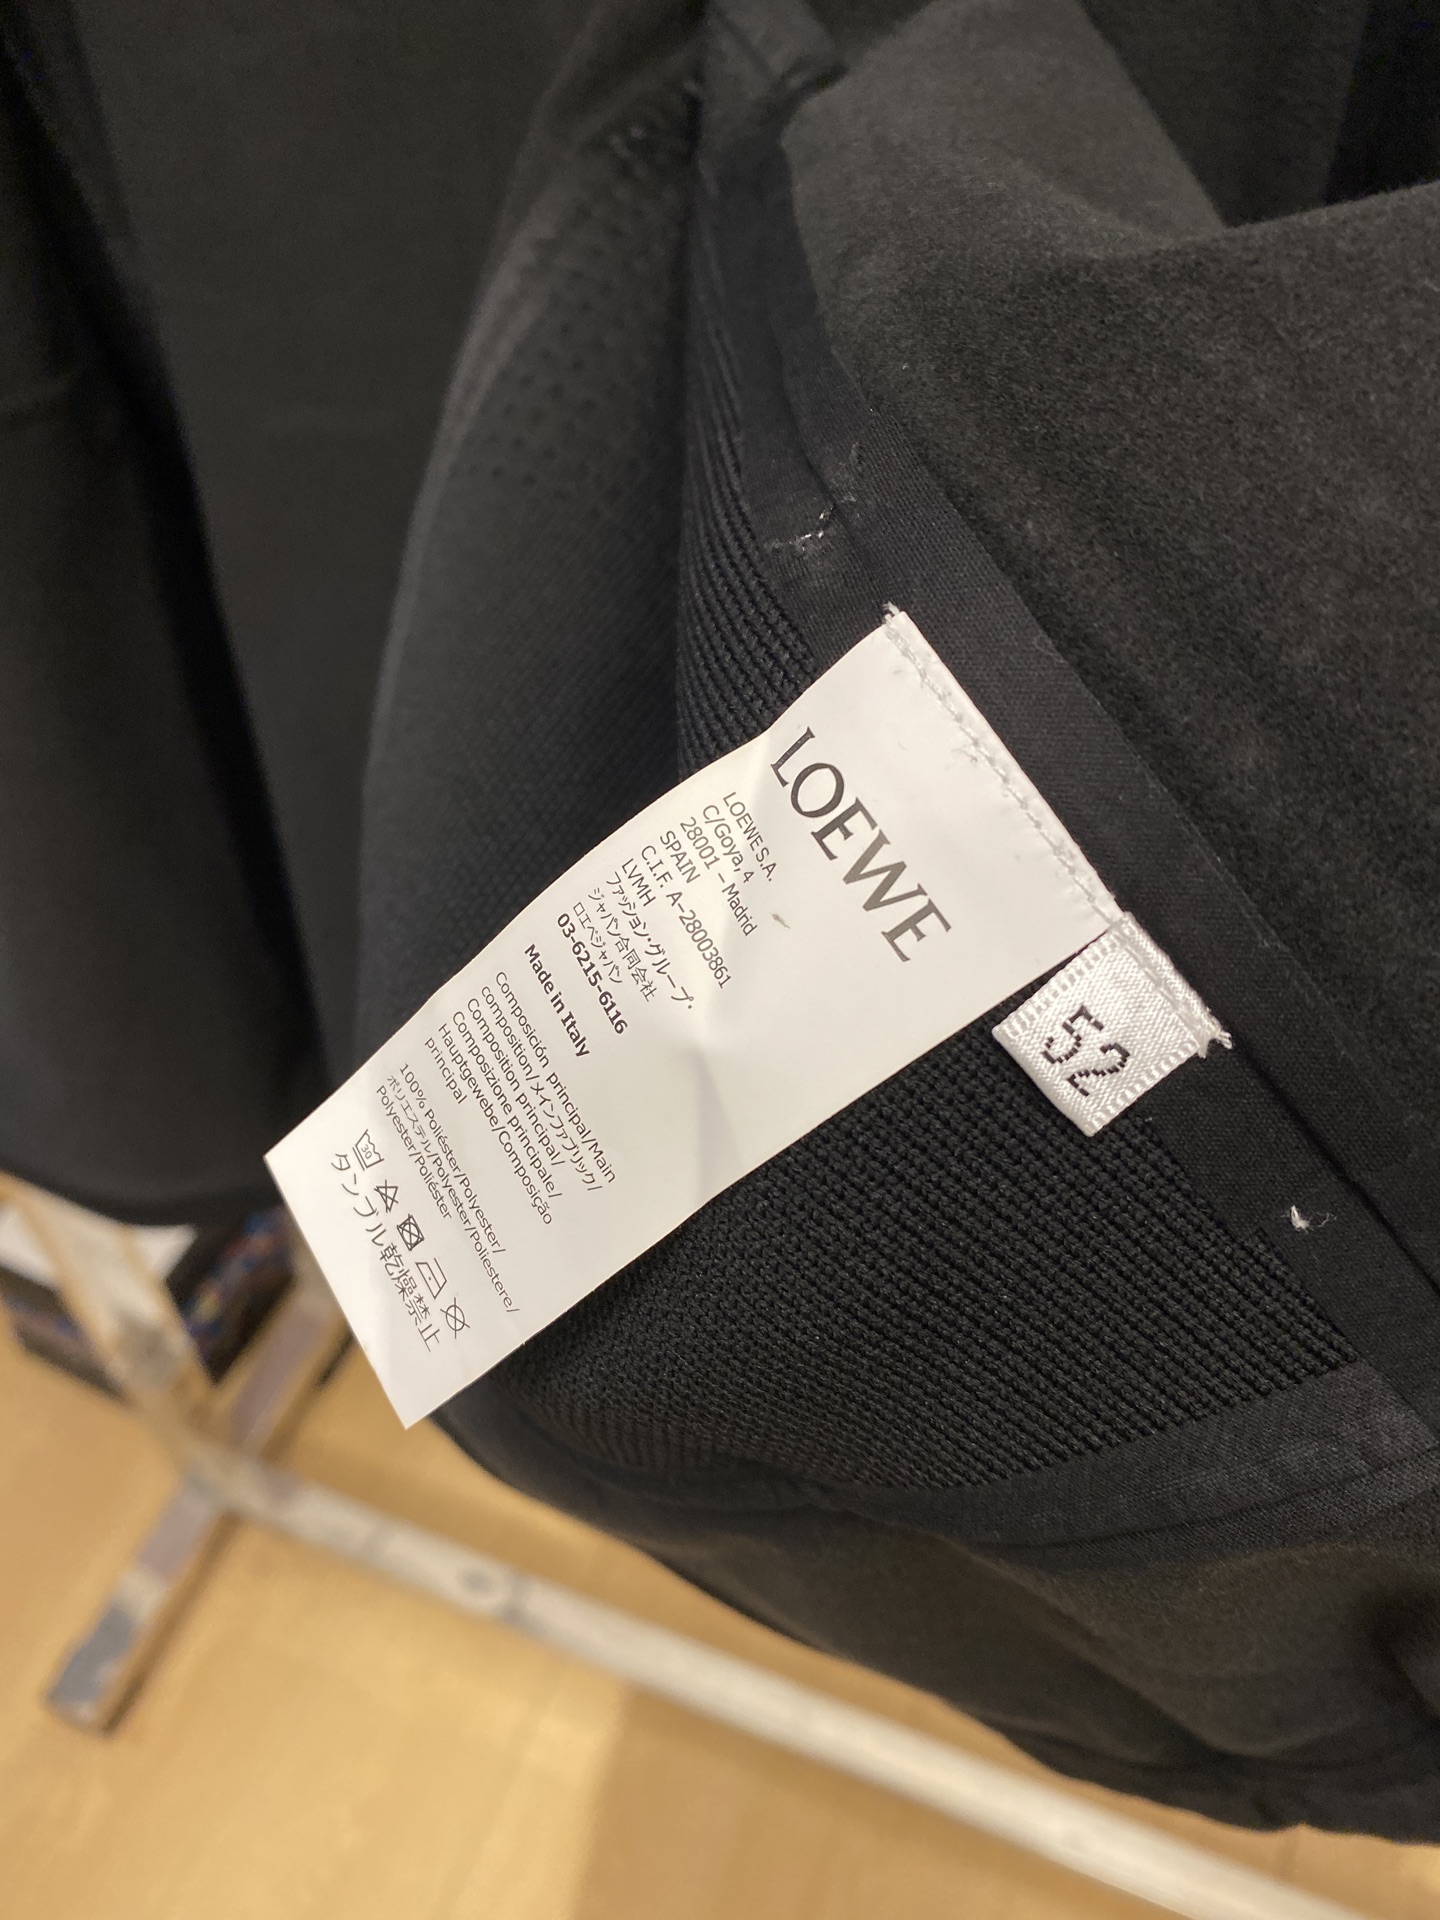 LOEWE
LOEWE S.A.
C/Goya, 4
28001 – Madrid
SPAIN
C.I.F. A-28003861
LVMH
ファッション・グループ・
ジャパン合同会社
ロエベジャパン
03-6215-6116
Made in Italy
Composición principal/Main
composition/メインファブリック/
Composition principal/
Composizione principale/
Hauptgewebe/Composição
principal
100% Poliéster/Polyester/
ポリエステル/Polyester/Poliestere/
Polyester/Poliéster
30
タンブル乾燥禁止
52